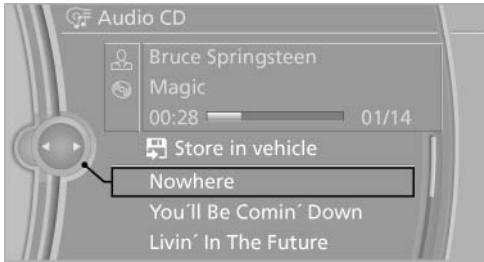 Audio CD
Bruce Springsteen
Magic
00:28 01/14
Store in vehicle
Nowhere
You´ll Be Comin´ Down
Livin´ In The Future